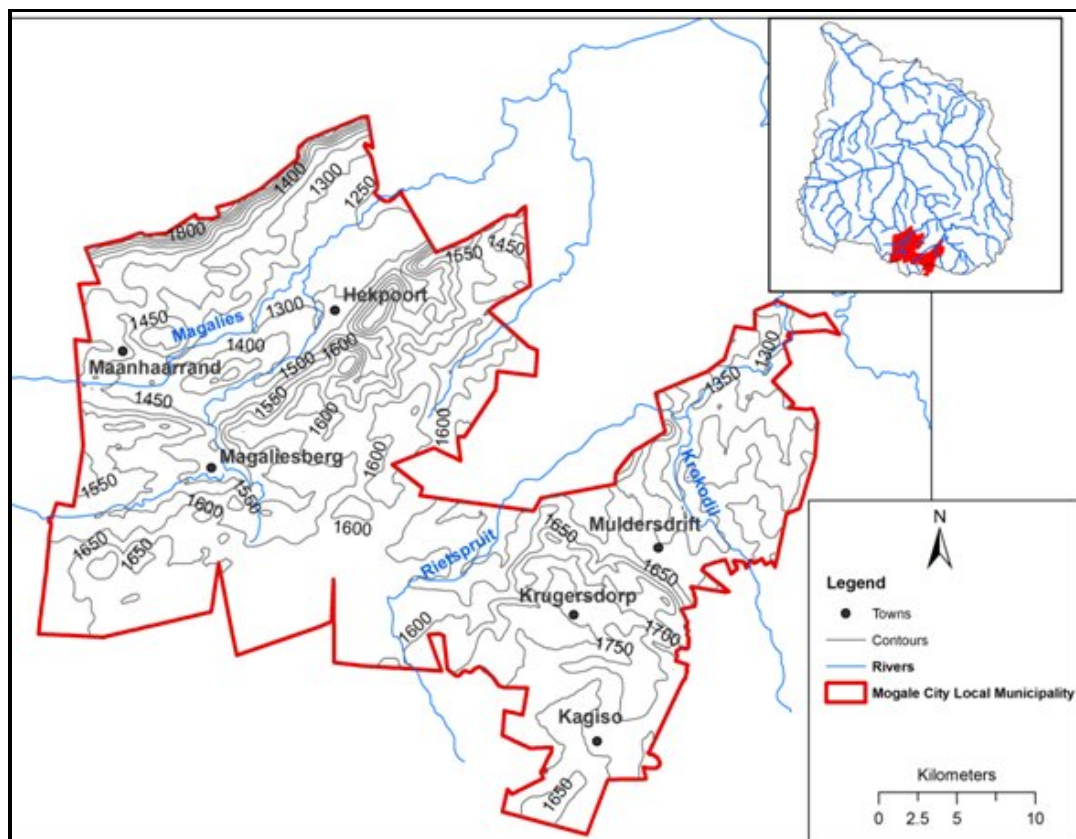 1400
1300
1250
1800
1550
1450
Hekpoort
1300
1450
Magalies
1400
1600
1500
Maanhaarrand
1550
1450
1600
1600
1300
1350
Magaliesberg
1600
1550
1550
1600
1600
Krokodil
1650
1650
1650
Muldersdrift
Rietspruit
1650
Krugersdorp
1600
1700
1750
Kagiso
1650
N
Legend
Towns
Contours
Rivers
Mogale City Local Municipality
Kilometers
0 2.5 5 10